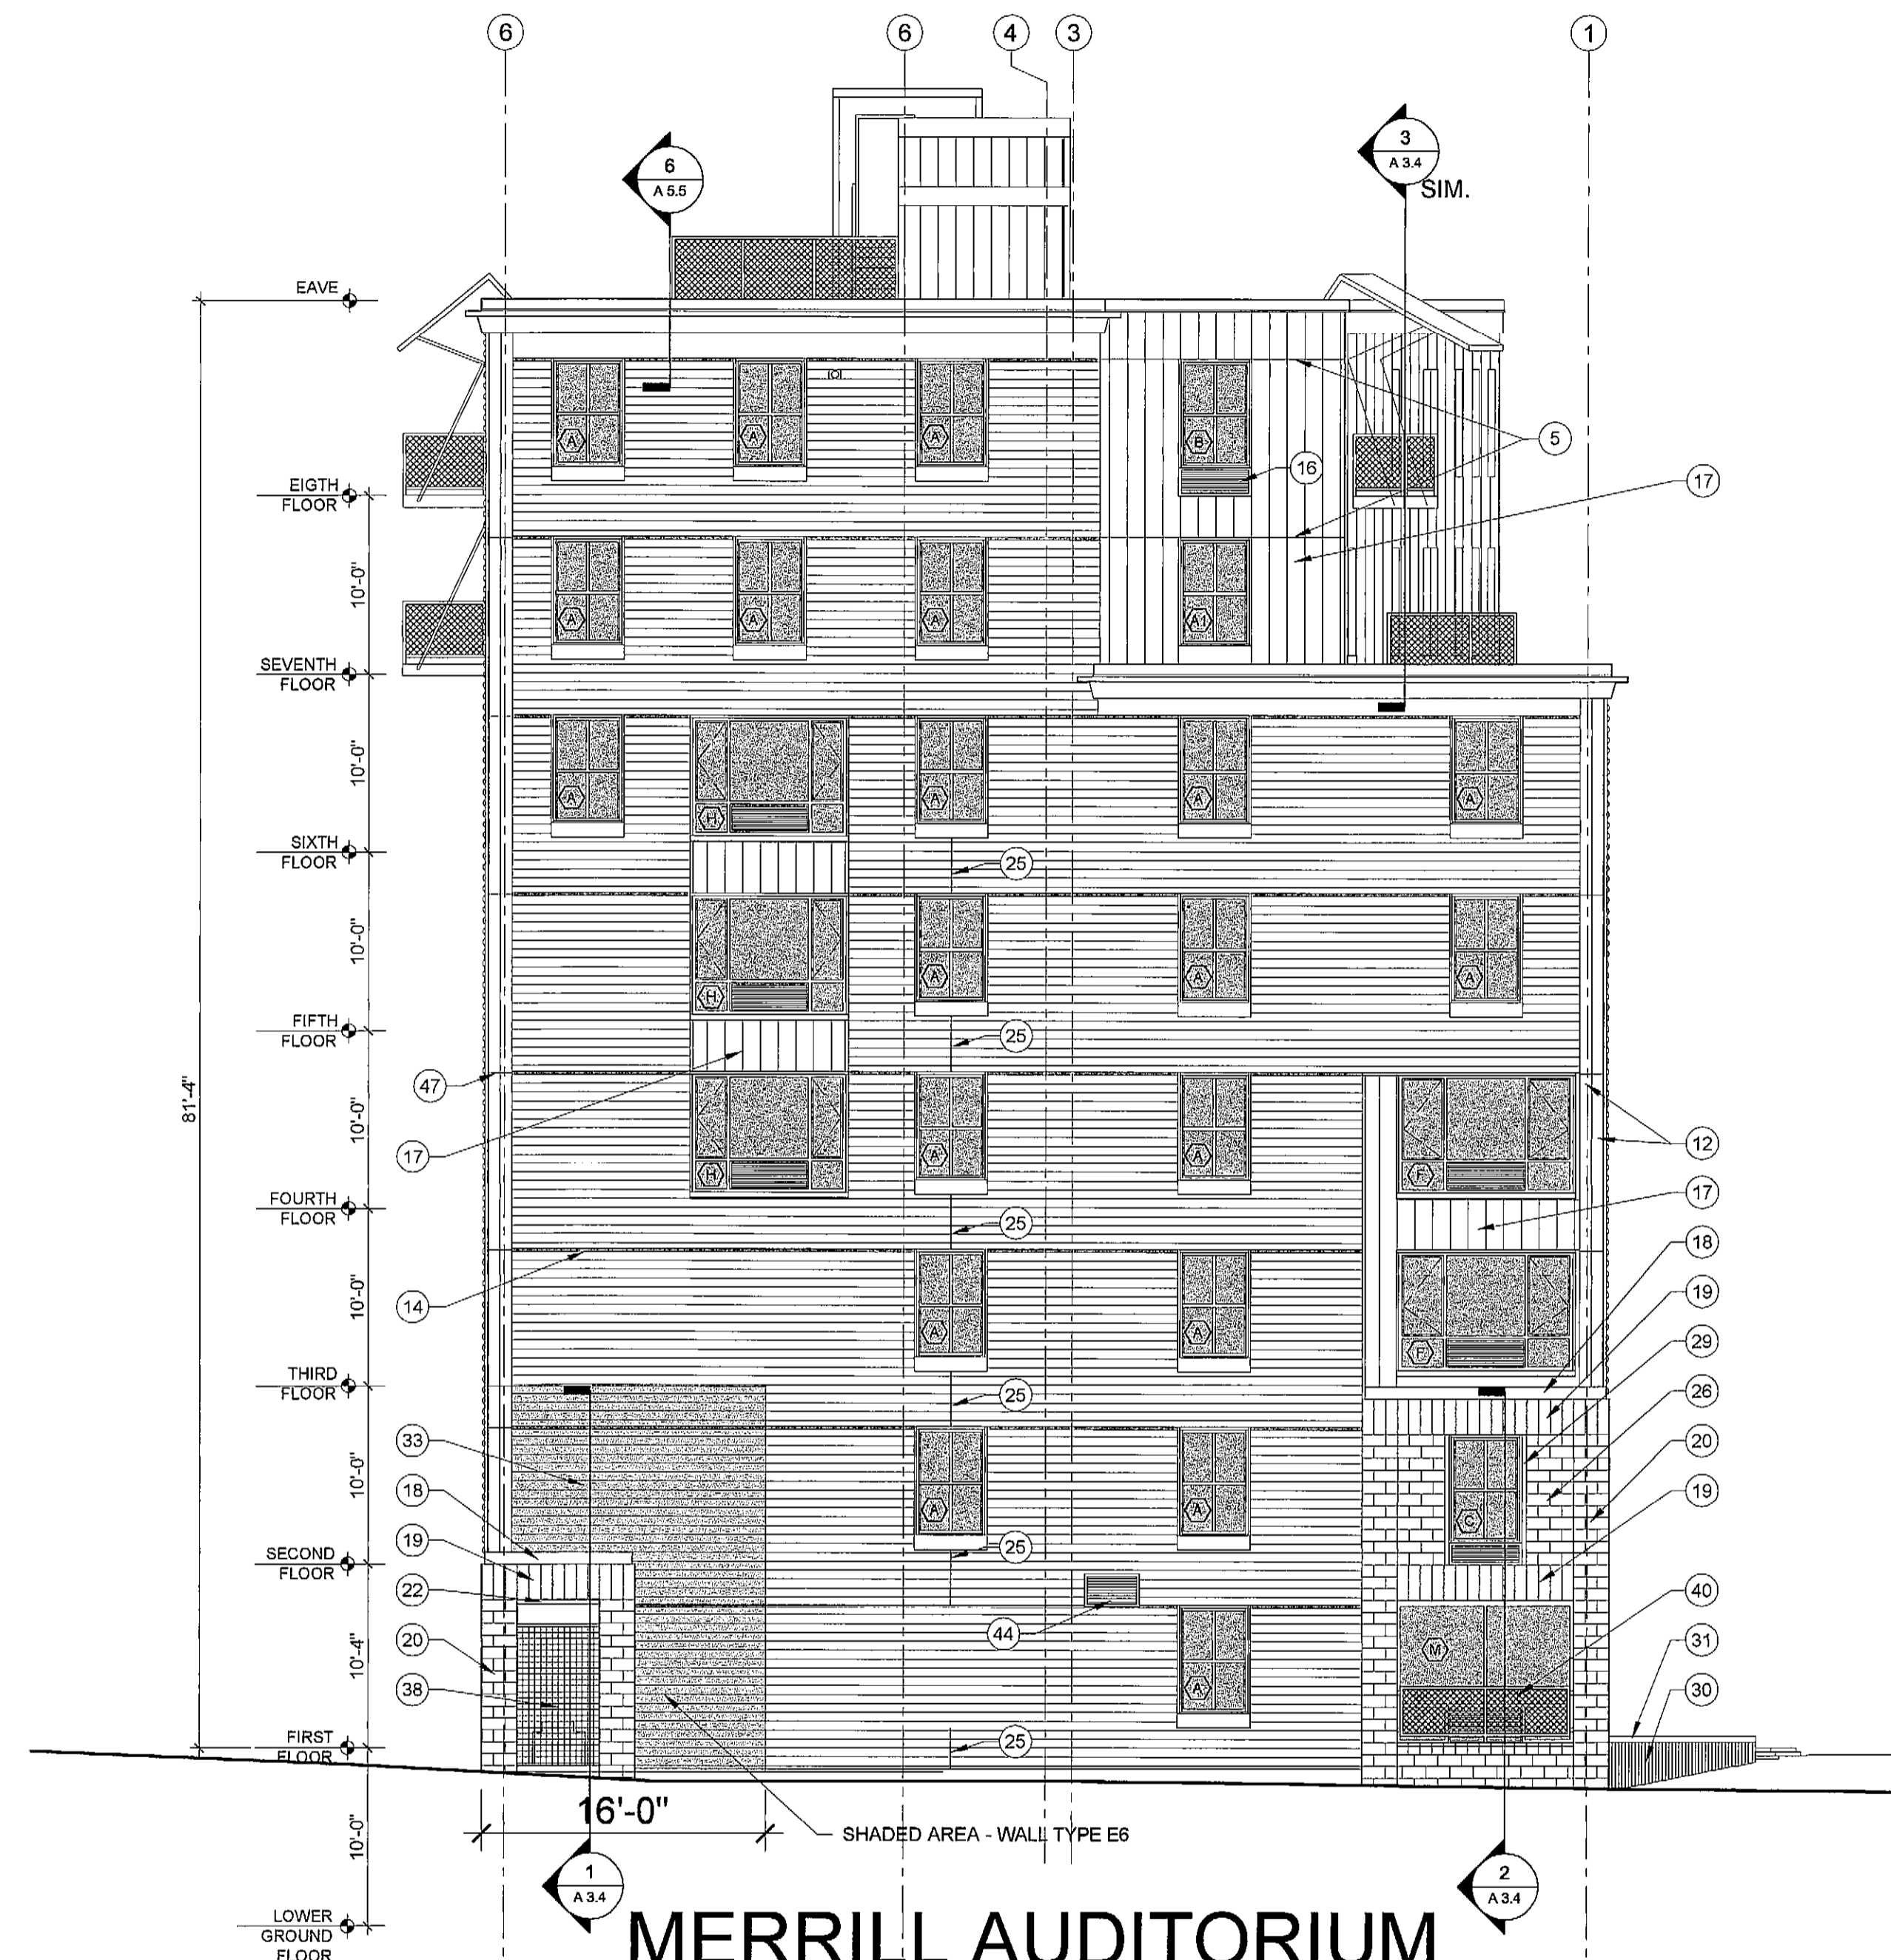 6
6
4
3
1
6
A 5.5
3
A 3.4
SIM.
EAVE
A
A
A
B
5
16
17
EIGTH
FLOOR
10'-0"
A
A
A
A1
SEVENTH
FLOOR
10'-0"
A
H
A
A
A
SIXTH
FLOOR
25
10'-0"
H
A
A
A
FIFTH
FLOOR
25
17
47
81'-4"
10'-0"
H
A
A
F
12
17
17
FOURTH
FLOOR
25
18
14
10'-0"
A
A
F
19
29
THIRD
FLOOR
25
26
33
10'-0"
A
A
C
20
18
19
19
SECOND
FLOOR
25
22
40
20
44
10'-4"
A
M
31
38
30
FIRST
FLOOR
25
16'-0"
10'-0"
SHADED AREA - WALL TYPE E6
1
A 3.4
2
A 3.4
LOWER
GROUND
FLOOR
MERRILL AUDITORIUM